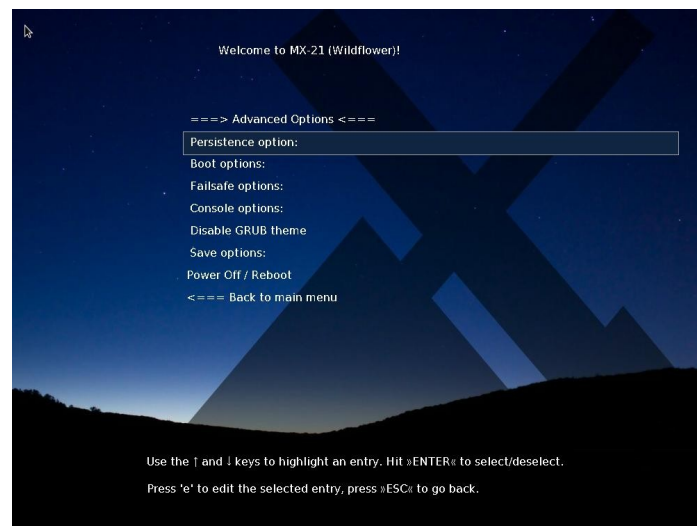 Welcome to MX-21 (Wildflower)!
===> Advanced Options <===
Persistence option:
Boot options:
Failsafe options:
Console options:
Disable GRUB theme
Save options:
Power Off / Reboot
<=== Back to main menu
Use the ↑ and ↓ keys to highlight an entry. Hit »ENTER« to select/deselect.
Press 'e' to edit the selected entry, press »ESC« to go back.